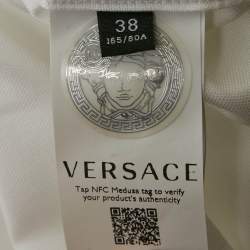 38
165/80A
VERSACE
Tap NFC Medusa tag to verify
your product's authenticity